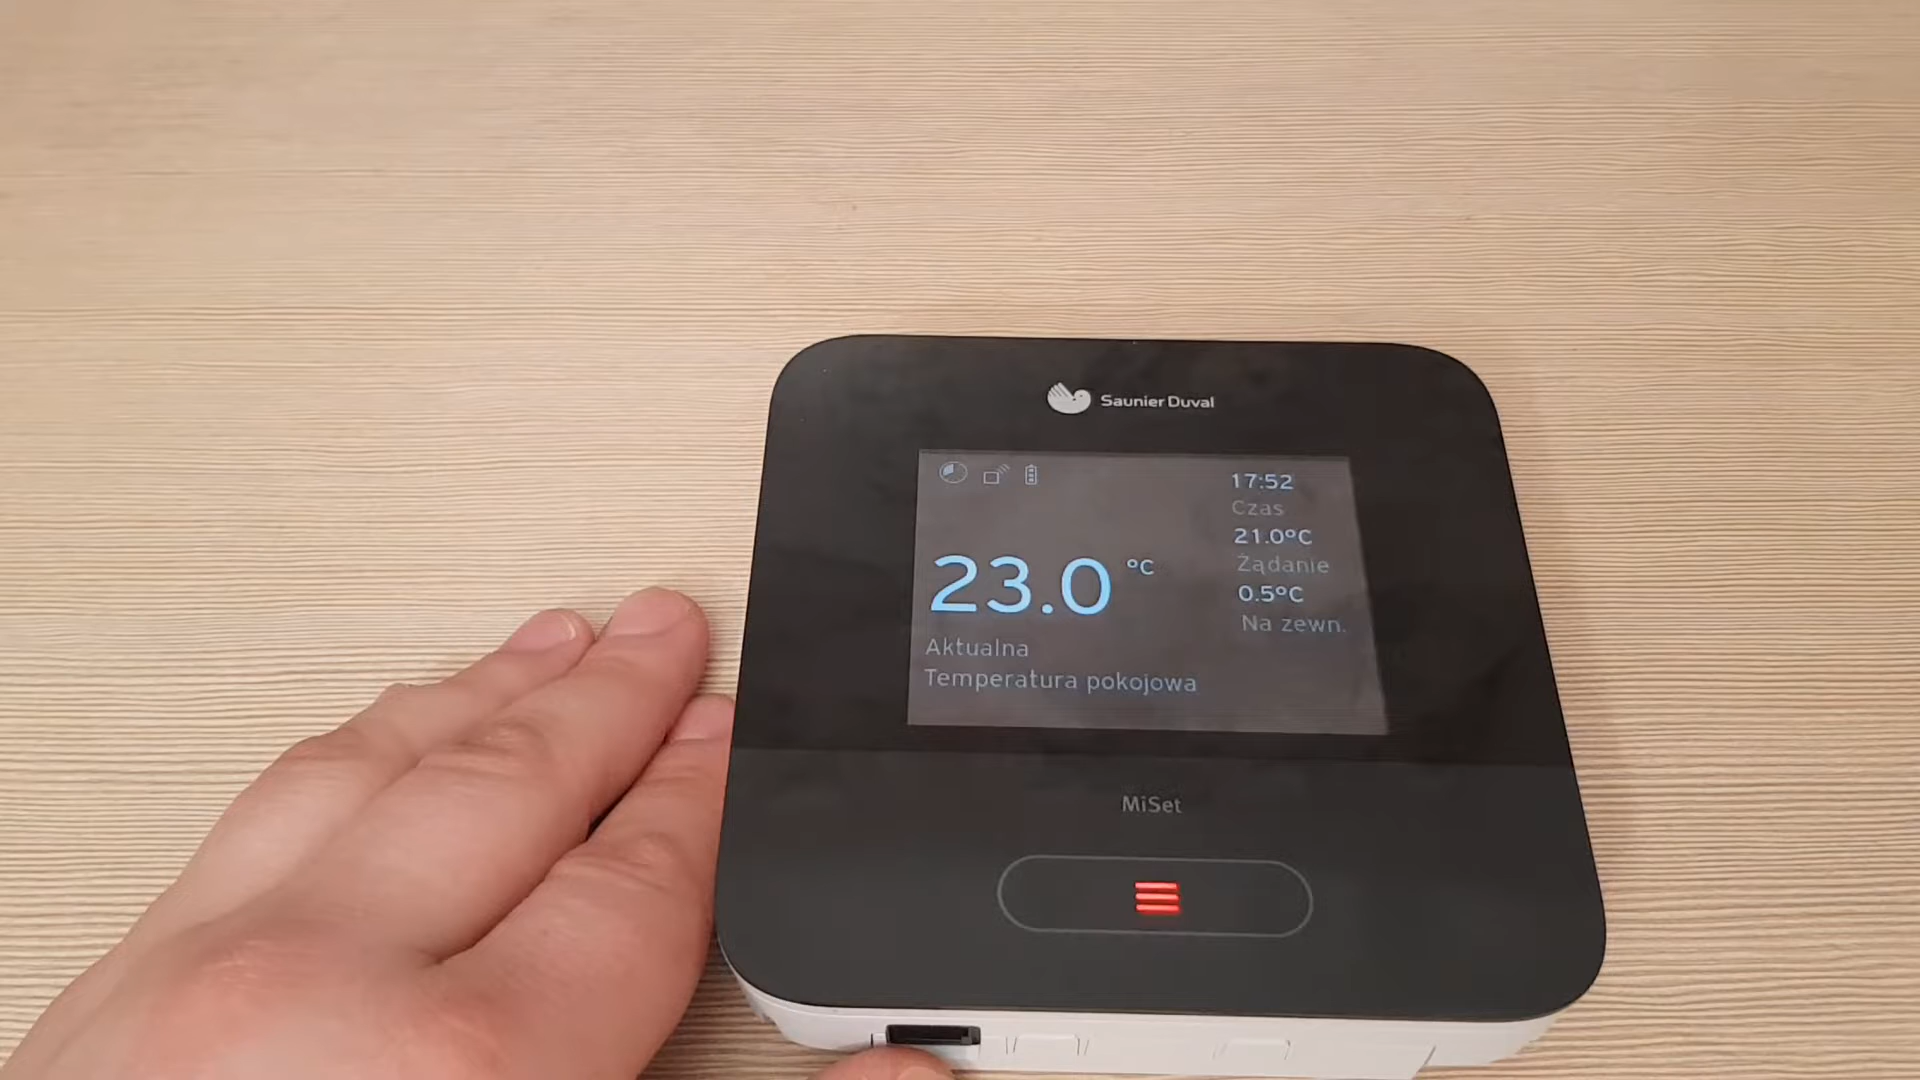 Saunier Duval
17:52
Czas
21.0°C
Żądanie
0.5°C
Na zewn.
23.0 °C
Aktualna
Temperatura pokojowa
MiSet